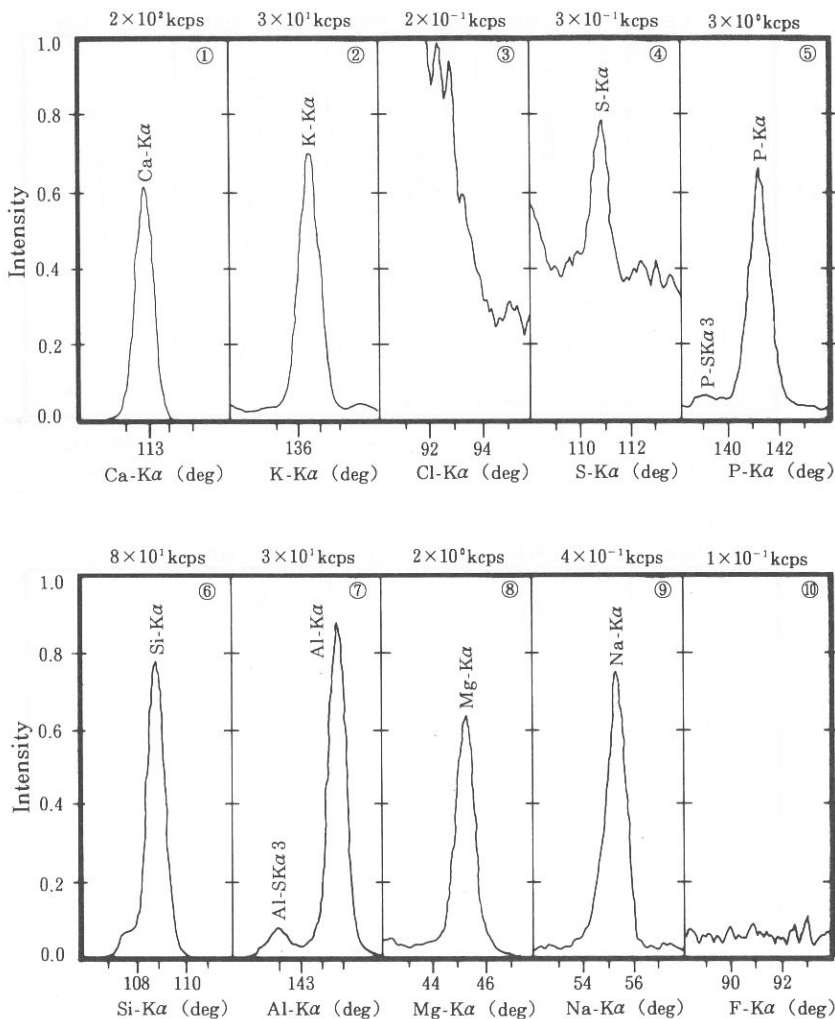 2×10² kcps 3×10¹ kcps 2×10⁻¹ kcps 3×10⁻¹ kcps 3×10⁰ kcps
① ② ③ ④ ⑤
Intensity
1.0
0.8
0.6
0.4
0.2
0.0
Ca-Kα
K-Kα
S-Kα
P-SKα3
P-Kα
113 136 92 94 110 112 140 142
Ca-Kα (deg) K-Kα (deg) Cl-Kα (deg) S-Kα (deg) P-Kα (deg)
8×10¹ kcps 3×10¹ kcps 2×10⁰ kcps 4×10⁻¹ kcps 1×10⁻¹ kcps
⑥ ⑦ ⑧ ⑨ ⑩
Intensity
1.0
0.8
0.6
0.4
0.2
0.0
Si-Kα
Al-SKα3
Al-Kα
Mg-Kα
Na-Kα
108 110 143 44 46 54 56 90 92
Si-Kα (deg) Al-Kα (deg) Mg-Kα (deg) Na-Kα (deg) F-Kα (deg)